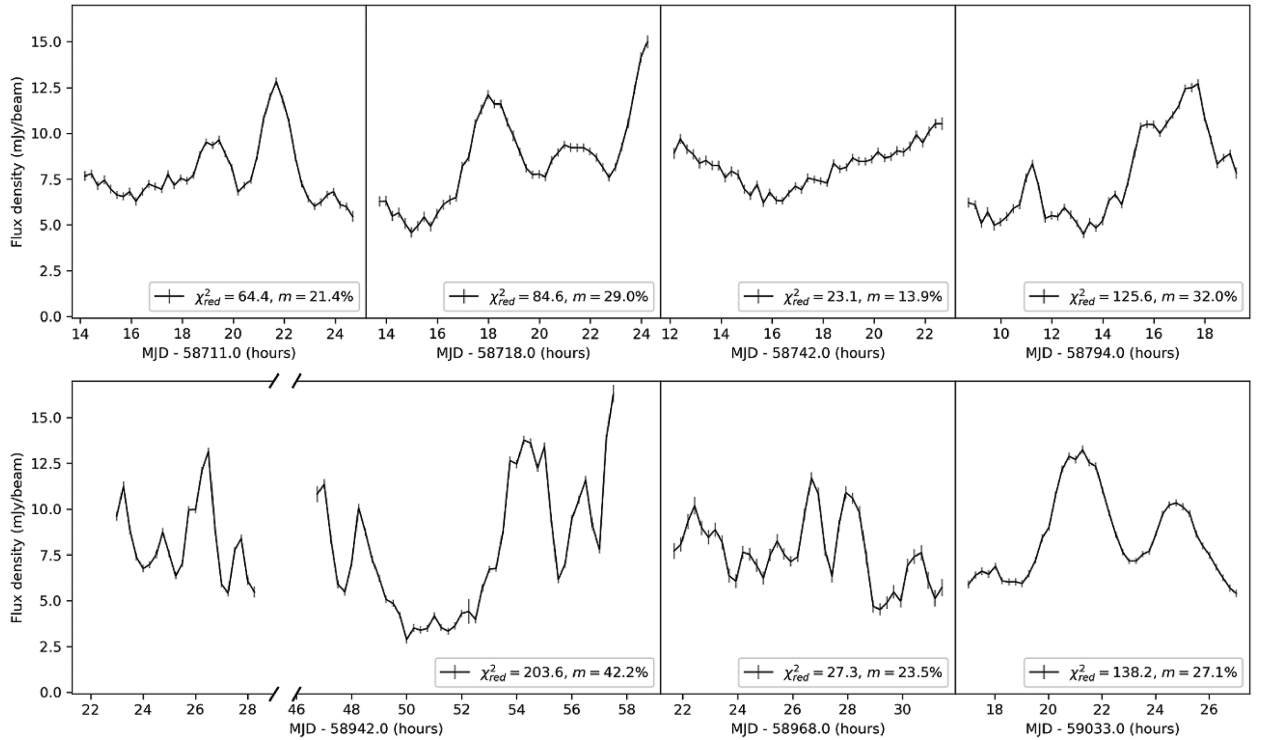 Flux density (mJy/beam)
15.0
12.5
10.0
7.5
5.0
2.5
0.0
χ²red = 64.4, m = 21.4%
χ²red = 84.6, m = 29.0%
χ²red = 23.1, m = 13.9%
χ²red = 125.6, m = 32.0%
14 16 18 20 22 24 14 16 18 20 22 24 12 14 16 18 20 22 10 12 14 16 18
MJD - 58711.0 (hours) MJD - 58718.0 (hours) MJD - 58742.0 (hours) MJD - 58794.0 (hours)
Flux density (mJy/beam)
15.0
12.5
10.0
7.5
5.0
2.5
0.0
χ²red = 203.6, m = 42.2%
χ²red = 27.3, m = 23.5%
χ²red = 138.2, m = 27.1%
22 24 26 28 46 48 50 52 54 56 58 22 24 26 28 30 18 20 22 24 26
MJD - 58942.0 (hours) MJD - 58968.0 (hours) MJD - 59033.0 (hours)